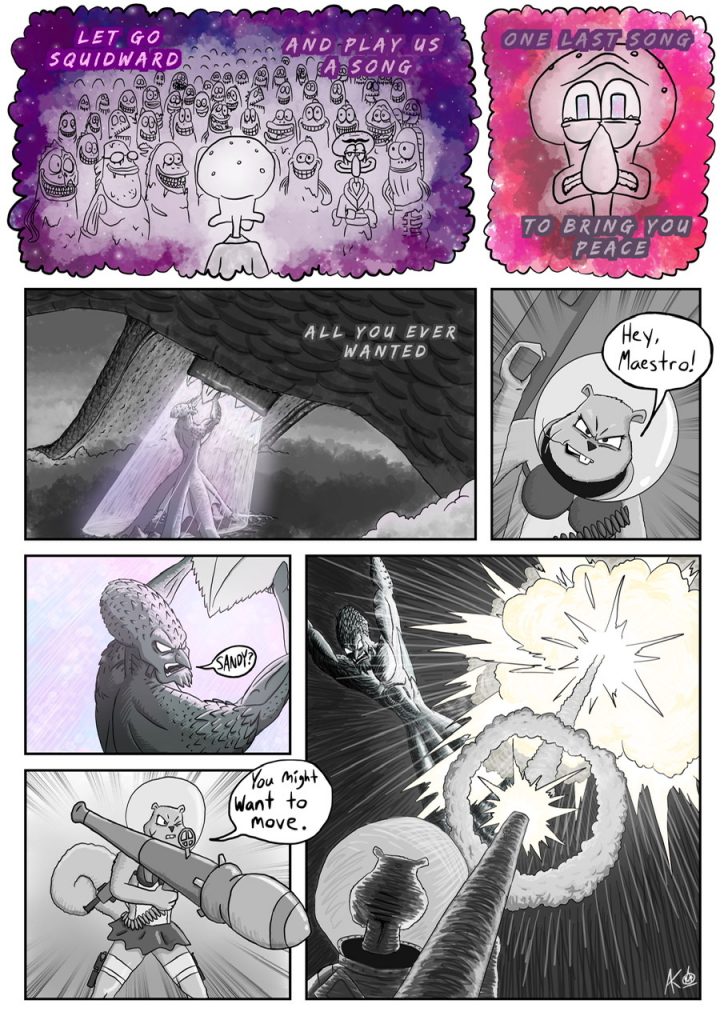 LET GO
SQUIDWARD
AND PLAY US
A SONG
ONE LAST SONG
TO BRING YOU
PEACE
ALL YOU EVER
WANTED
Hey,
Maestro!
SANDY?
You might
Want to
move.
AK